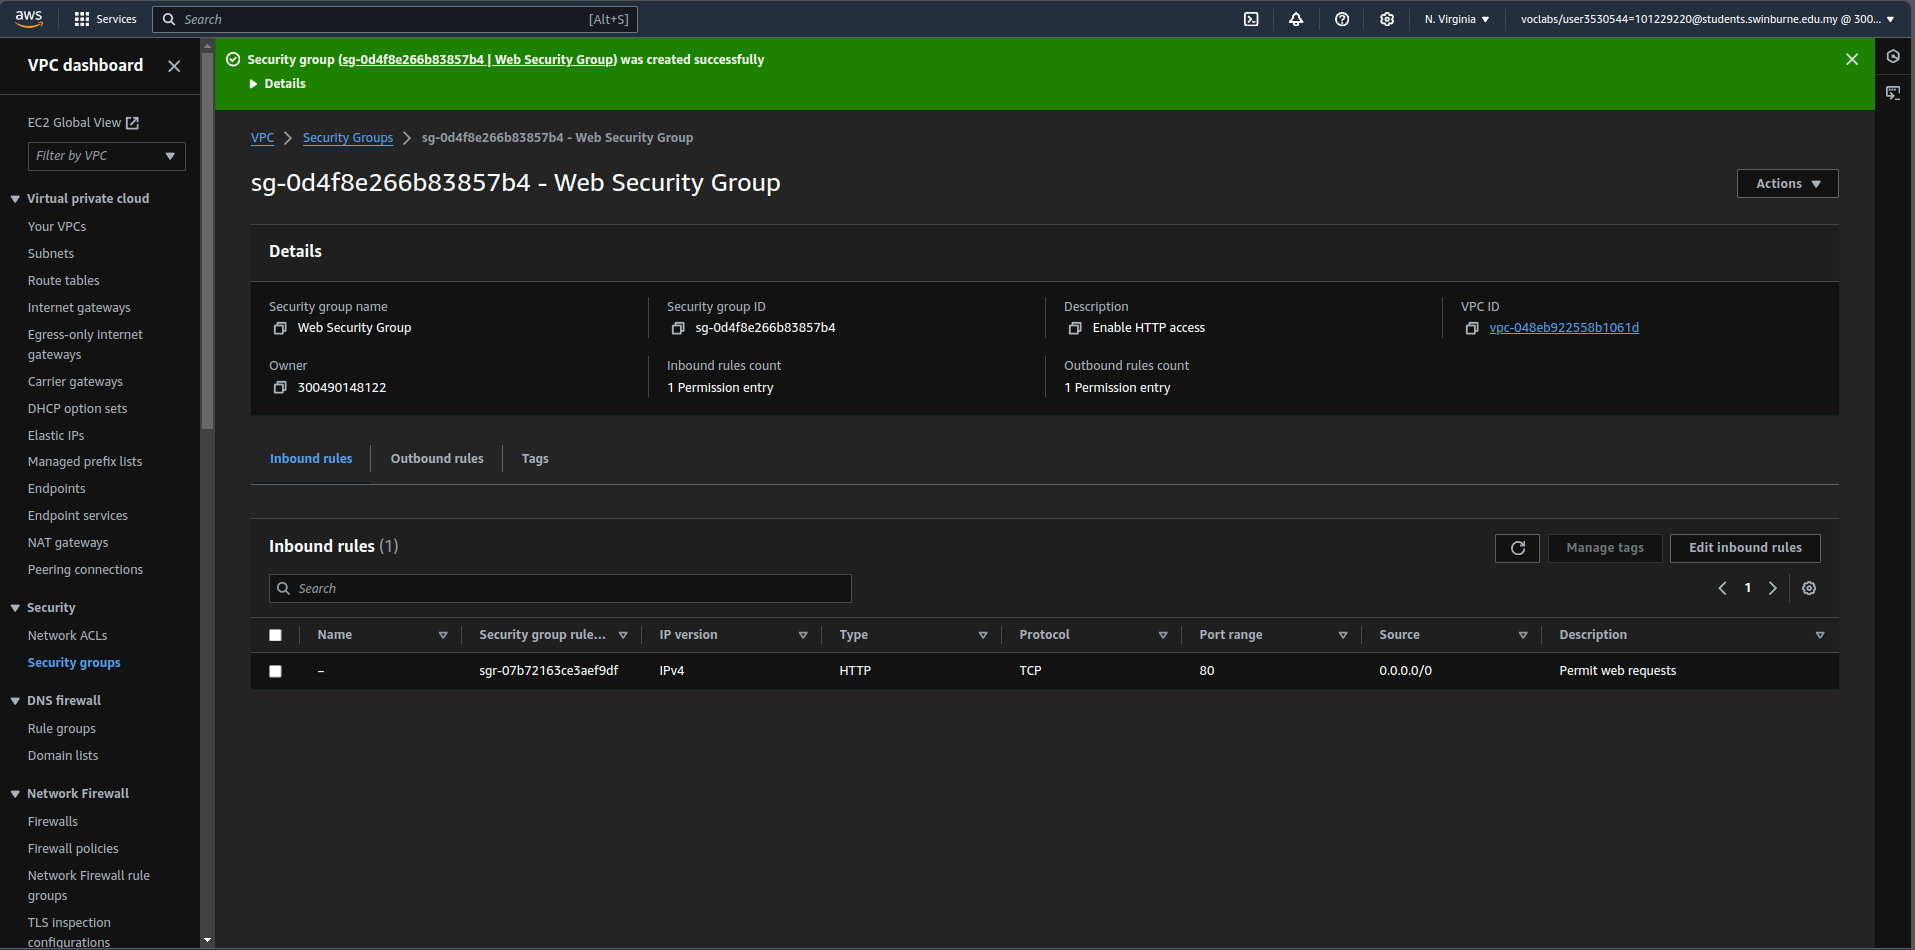 aws
Services
Search
[Alt+S]
N. Virginia
voclabs/user3530544=101229220@students.swinburne.edu.my @ 300...
VPC dashboard
EC2 Global View
Filter by VPC
Virtual private cloud
Your VPCs
Subnets
Route tables
Internet gateways
Egress-only internet
gateways
Carrier gateways
DHCP option sets
Elastic IPs
Managed prefix lists
Endpoints
Endpoint services
NAT gateways
Peering connections
Security
Network ACLs
Security groups
DNS firewall
Rule groups
Domain lists
Network Firewall
Firewalls
Firewall policies
Network Firewall rule
groups
TLS inspection
configurations
Security group (sg-0d4f8e266b83857b4 | Web Security Group) was created successfully
Details
VPC
Security Groups
sg-0d4f8e266b83857b4 - Web Security Group
sg-0d4f8e266b83857b4 - Web Security Group
Actions
Details
Security group name
Web Security Group
Security group ID
sg-0d4f8e266b83857b4
Description
Enable HTTP access
VPC ID
vpc-048eb922558b1061d
Owner
300490148122
Inbound rules count
1 Permission entry
Outbound rules count
1 Permission entry
Inbound rules
Outbound rules
Tags
Inbound rules (1)
Manage tags
Edit inbound rules
Search
1
Name
Security group rule...
IP version
Type
Protocol
Port range
Source
Description
–
sgr-07b72163ce3aef9df
IPv4
HTTP
TCP
80
0.0.0.0/0
Permit web requests